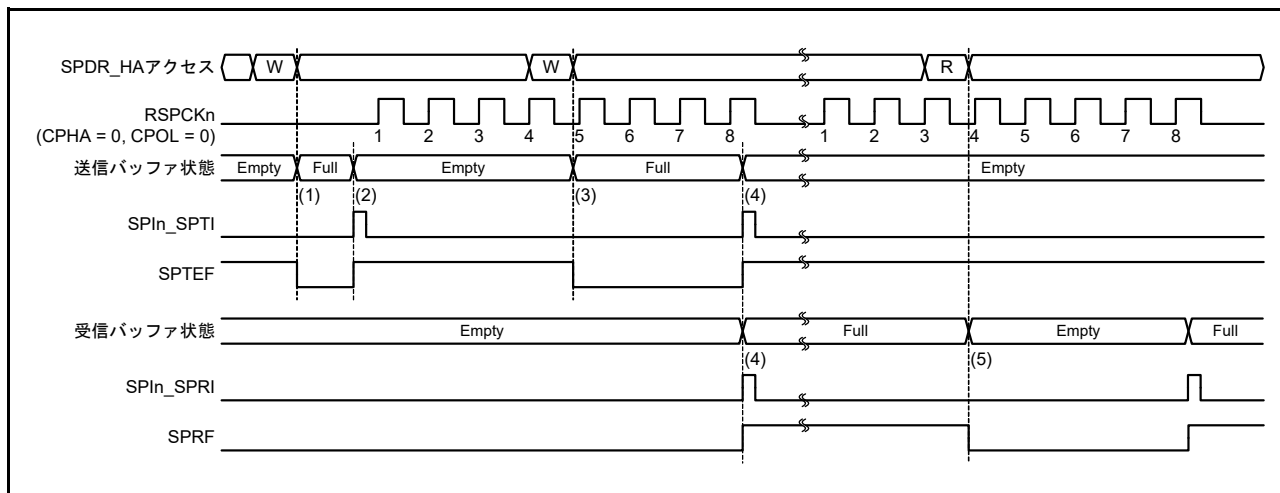 SPDR_HAアクセス W W R
RSPCKn
(CPHA = 0, CPOL = 0)
1 2 3 4 5 6 7 8 1 2 3 4 5 6 7 8
送信バッファ状態 Empty Full Empty Full Empty
(1) (2) (3) (4)
SPIn_SPTI
SPTEF
受信バッファ状態 Empty Full Empty Full
(4) (5)
SPIn_SPRI
SPRF